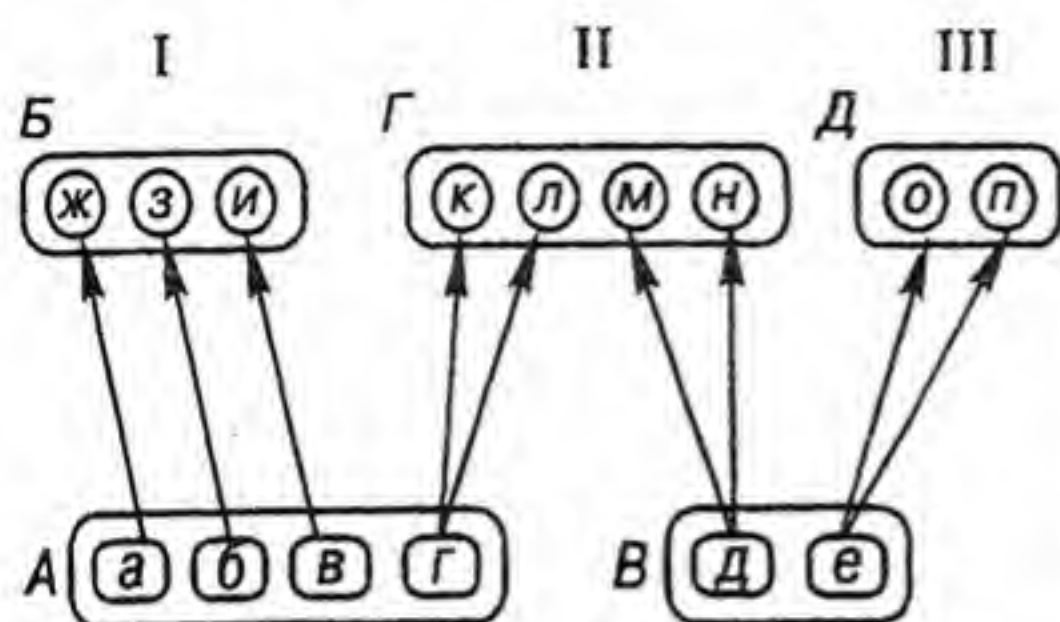 I II III
Б Г Д
ж з и к л м н о п
А а б в г В д е